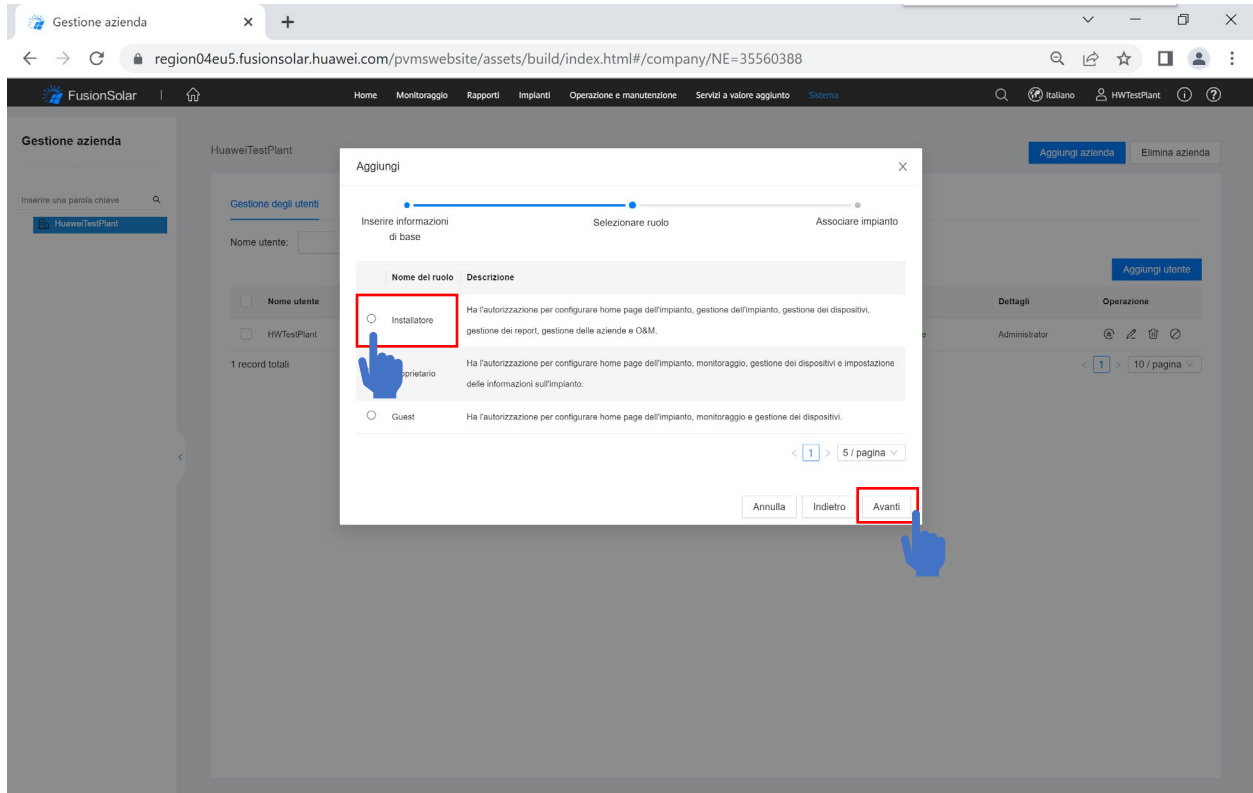 Gestione azienda
region04eu5.fusionsolar.huawei.com/pvmswebsite/assets/build/index.html#/company/NE=35560388
FusionSolar
Home Monitoraggio Rapporti Impianti Operazione e manutenzione Servizi a valore aggiunto Sistema
Italiano HWTestPlant
Gestione azienda
HuaweiTestPlant
Aggiungi azienda Elimina azienda
Inserire una parola chiave
HuaweiTestPlant
Gestione degli utenti
Nome utente:
Aggiungi utente
Nome utente Dettagli Operazione
HWTestPlant Administrator
1 record totali
1 10 / pagina
Aggiungi
Inserire informazioni
di base
Selezionare ruolo
Associare impianto
Nome del ruolo Descrizione
Installatore
Ha l'autorizzazione per configurare home page dell'impianto, gestione dell'impianto, gestione dei dispositivi,
gestione dei report, gestione delle aziende e O&M.
Ha l'autorizzazione per configurare home page dell'impianto, monitoraggio, gestione dei dispositivi e impostazione
delle informazioni sull'impianto.
Guest Ha l'autorizzazione per configurare home page dell'impianto, monitoraggio e gestione dei dispositivi.
1 5 / pagina
Annulla Indietro Avanti